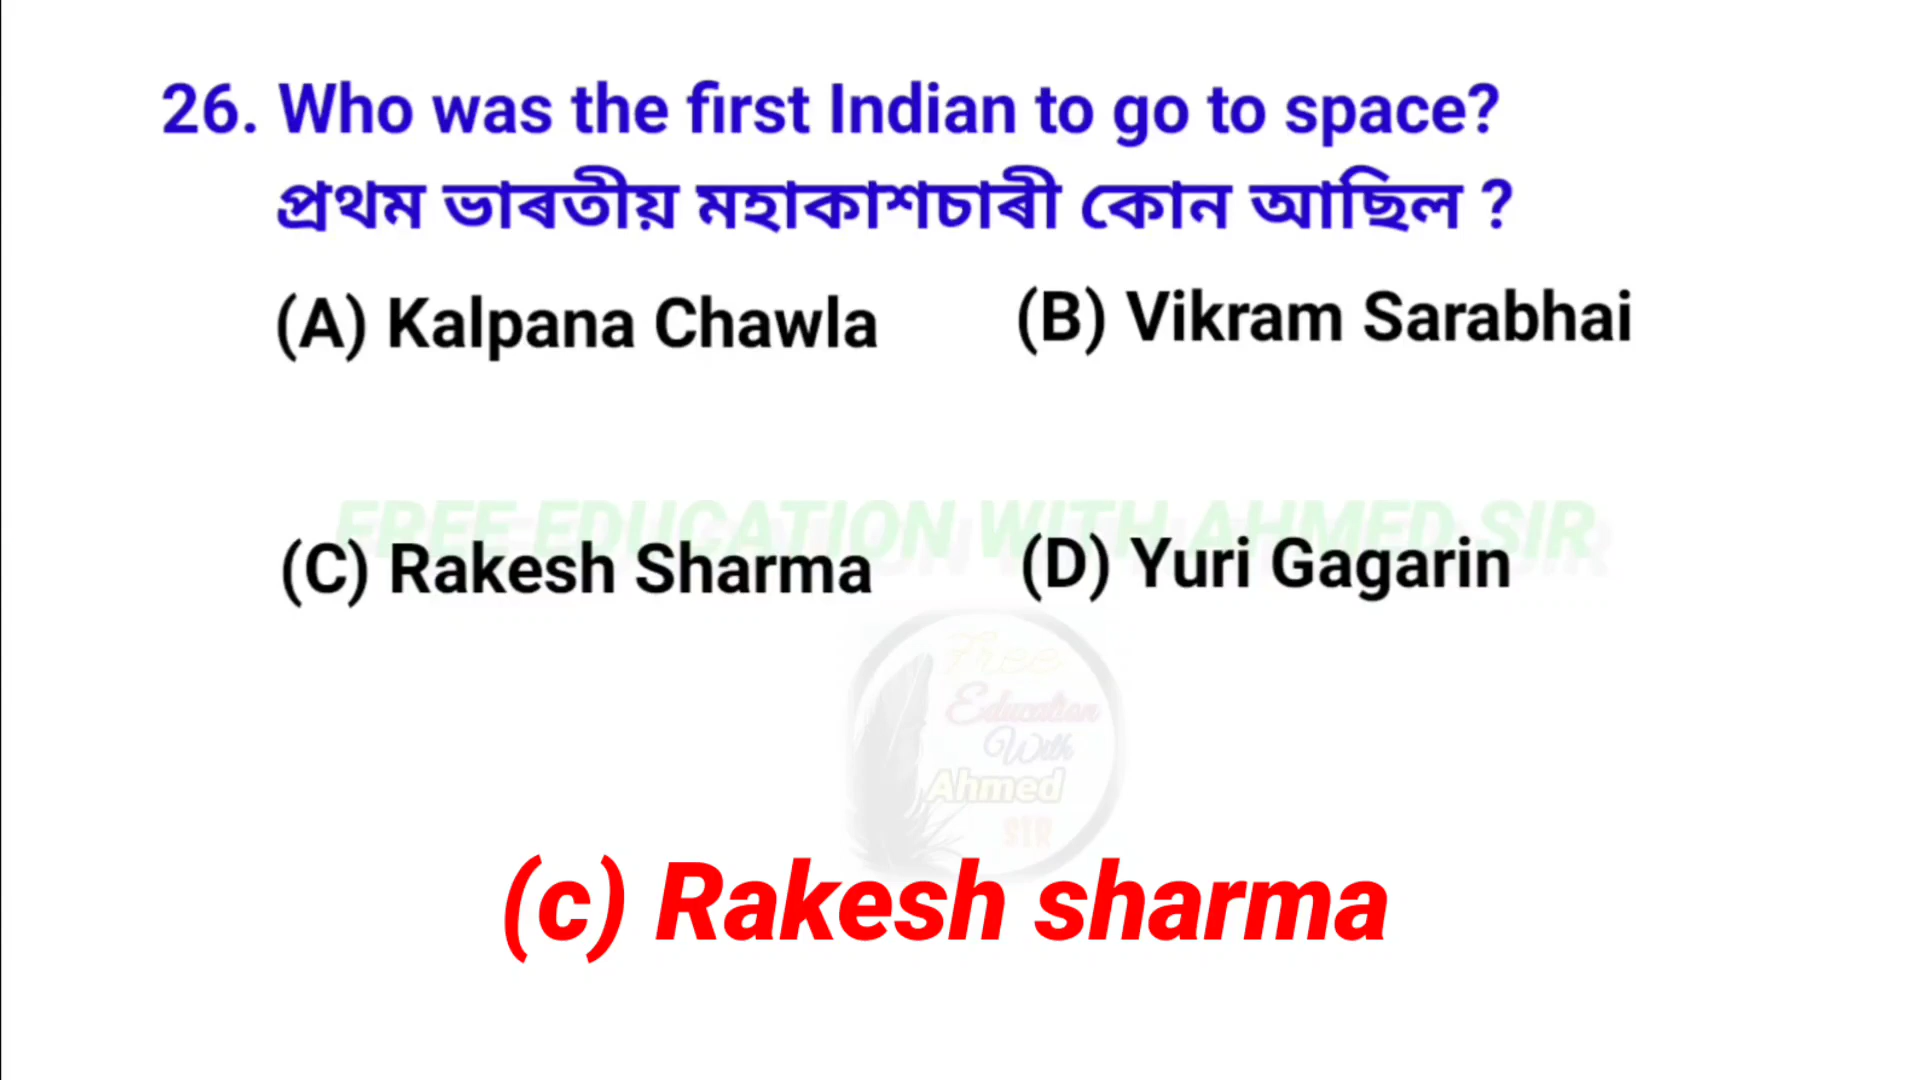 26. Who was the first Indian to go to space?
প্ৰথম ভাৰতীয় মহাকাশচাৰী কোন আছিল ?
(A) Kalpana Chawla (B) Vikram Sarabhai
FREE EDUCATION WITH AHMED SIR
(C) Rakesh Sharma (D) Yuri Gagarin
Free
Education
With
Ahmed
SIR
(c) Rakesh sharma